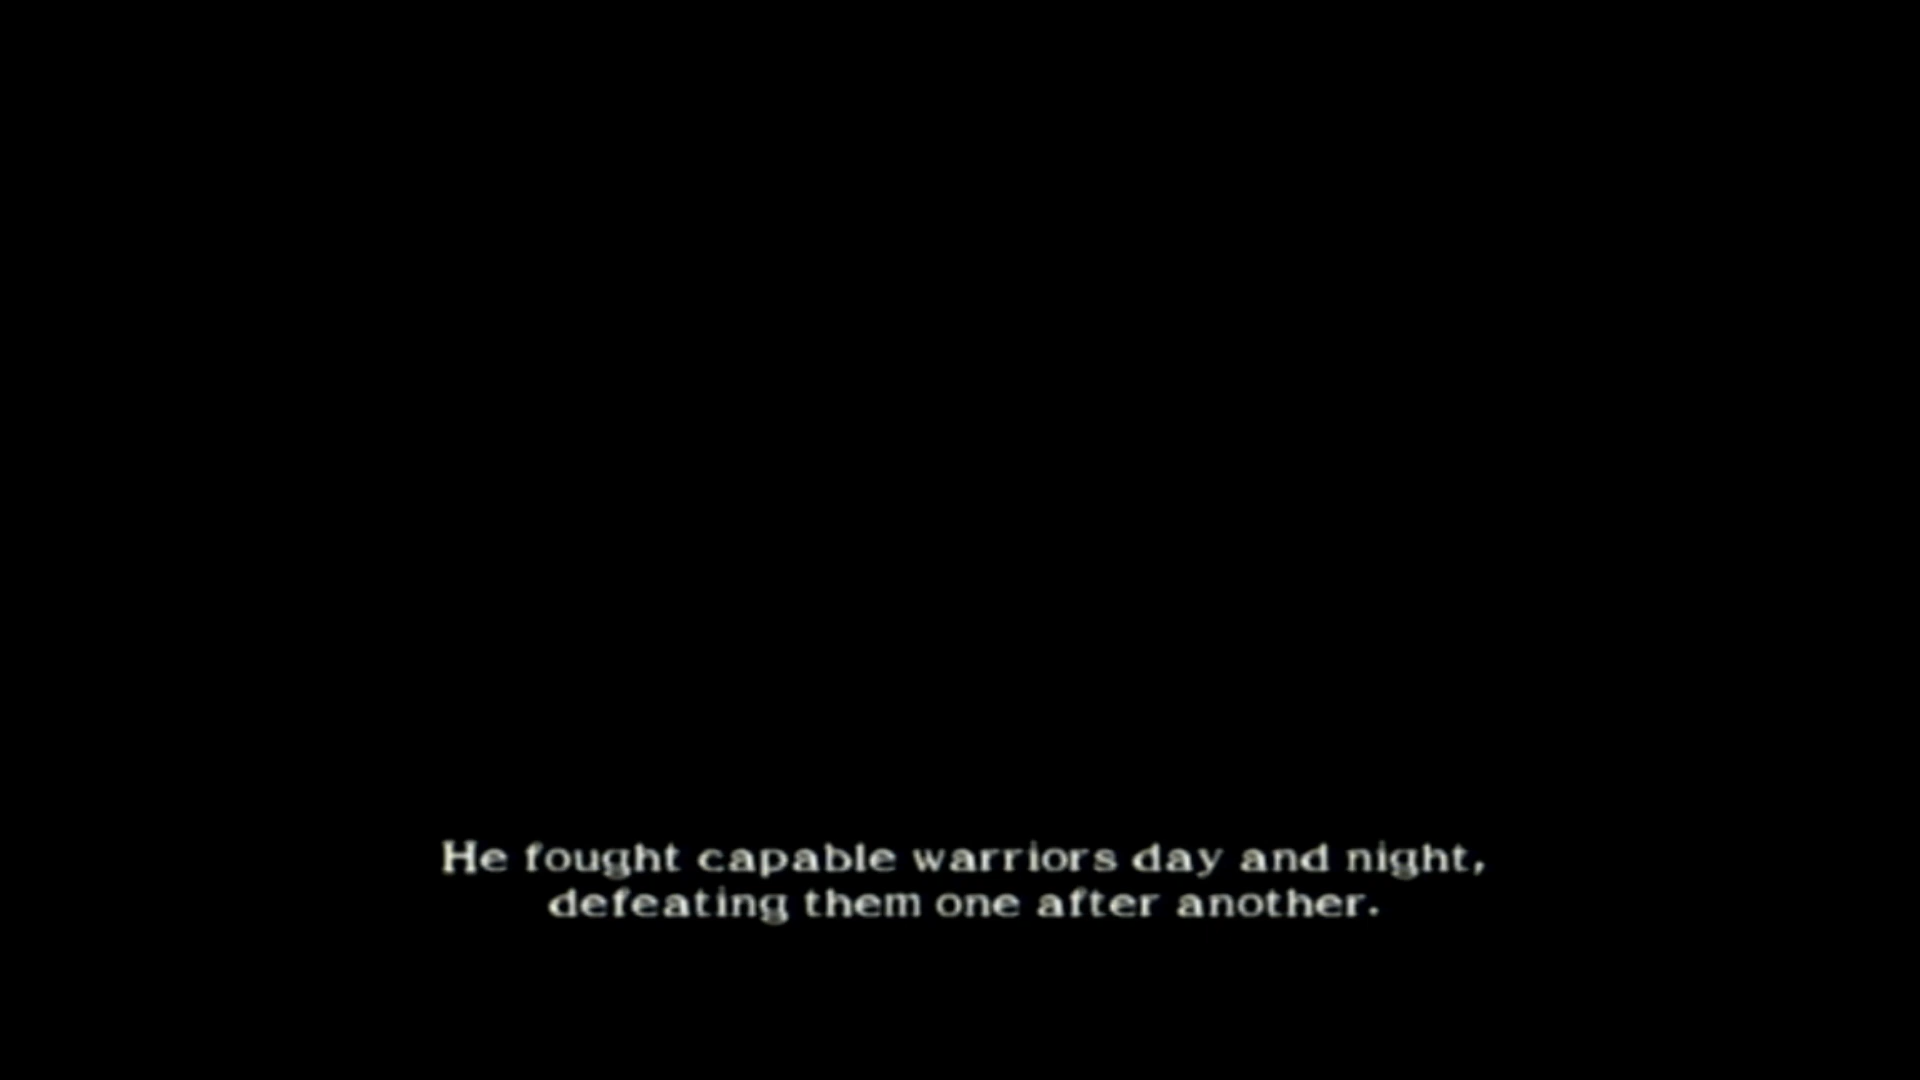 He fought capable warriors day and night,
defeating them one after another.